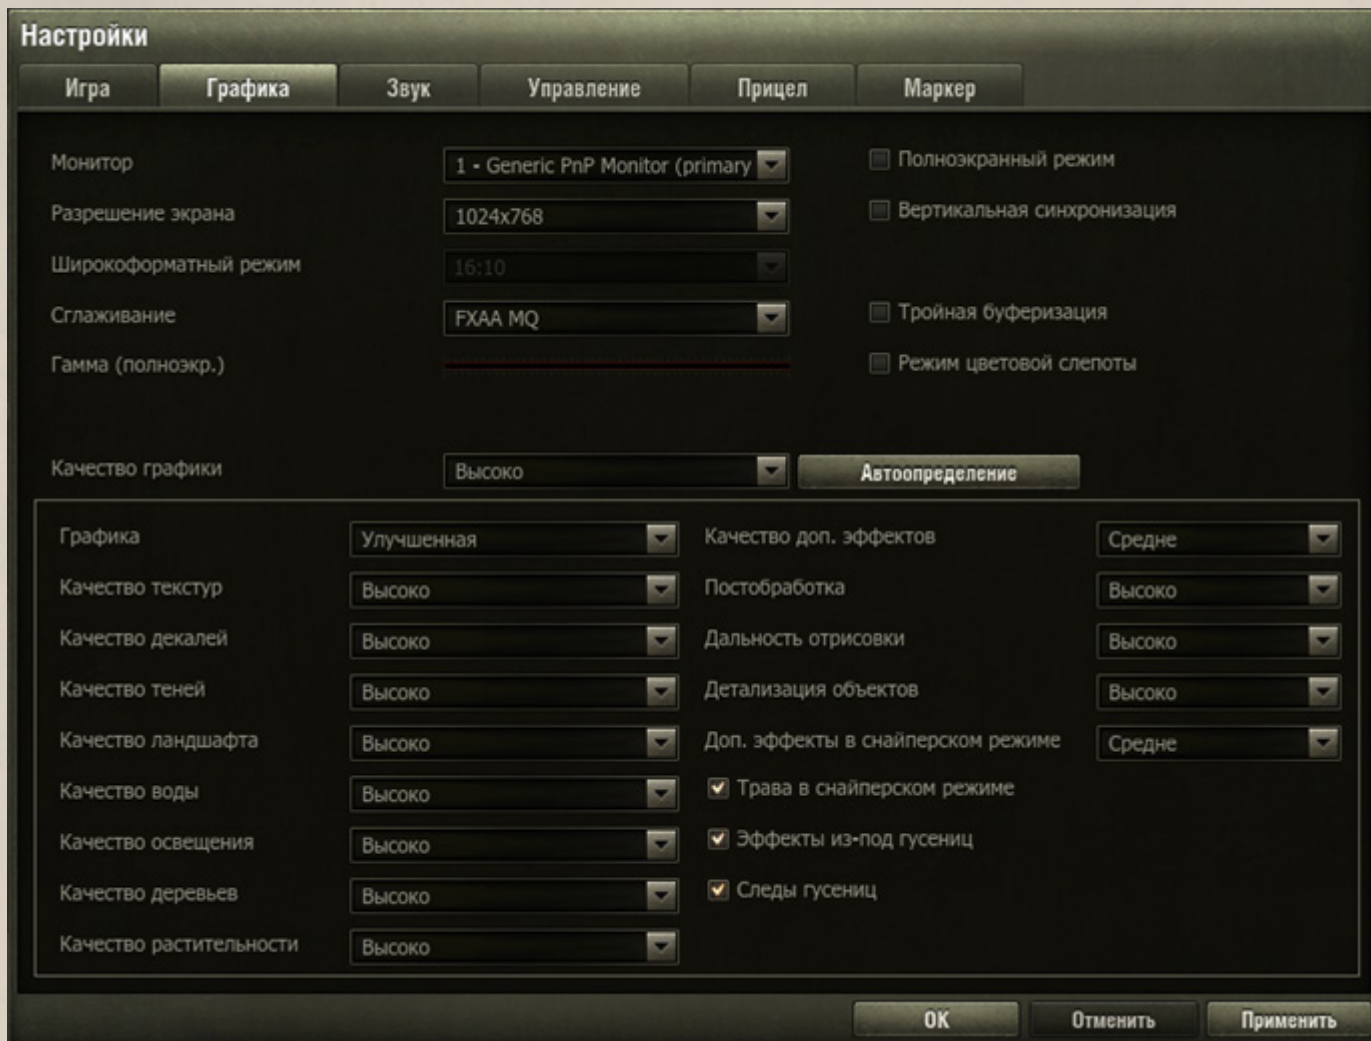 Настройки
Игра Графика Звук Управление Прицел Маркер
Монитор 1 - Generic PnP Monitor (primary Полноэкранный режим
Разрешение экрана 1024x768 Вертикальная синхронизация
Широкоформатный режим 16:10
Сглаживание FXAA MQ Тройная буферизация
Гамма (полноэкр.) Режим цветовой слепоты
Качество графики Высоко Автоопределение
Графика Улучшенная Качество доп. эффектов Средне
Качество текстур Высоко Постобработка Высоко
Качество декалей Высоко Дальность отрисовки Высоко
Качество теней Высоко Детализация объектов Высоко
Качество ландшафта Высоко Доп. эффекты в снайперском режиме Средне
Качество воды Высоко Трава в снайперском режиме
Качество освещения Высоко Эффекты из-под гусениц
Качество деревьев Высоко Следы гусениц
Качество растительности Высоко
OK Отменить Применить